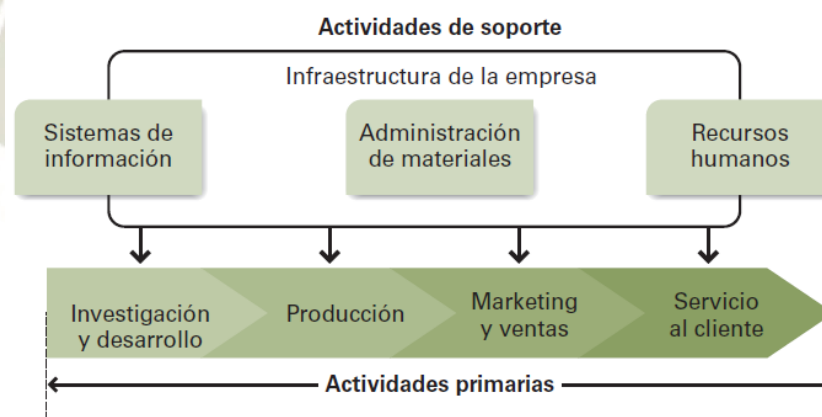 Actividades de soporte
Infraestructura de la empresa
Sistemas de
información
Administración
de materiales
Recursos
humanos
Investigación
y desarrollo
Producción
Marketing
y ventas
Servicio
al cliente
Actividades primarias